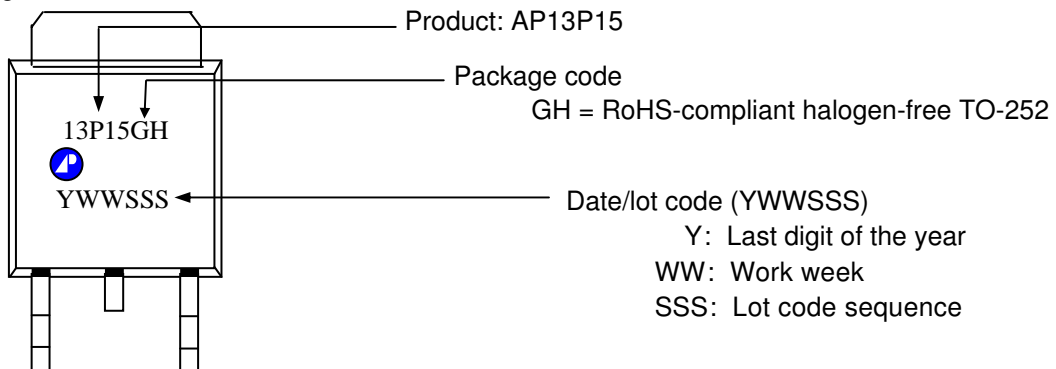 Product: AP13P15
Package code
GH = RoHS-compliant halogen-free TO-252
13P15GH
YWWSSS
Date/lot code (YWWSSS)
Y: Last digit of the year
WW: Work week
SSS: Lot code sequence